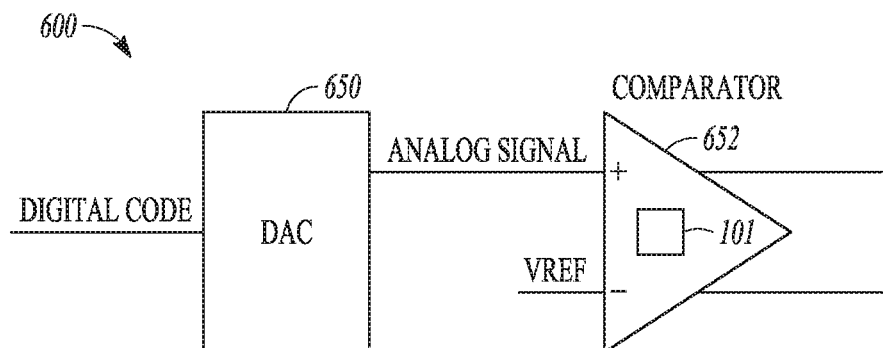 600
650
COMPARATOR
652
ANALOG SIGNAL
+
DIGITAL CODE
DAC
101
VREF
-